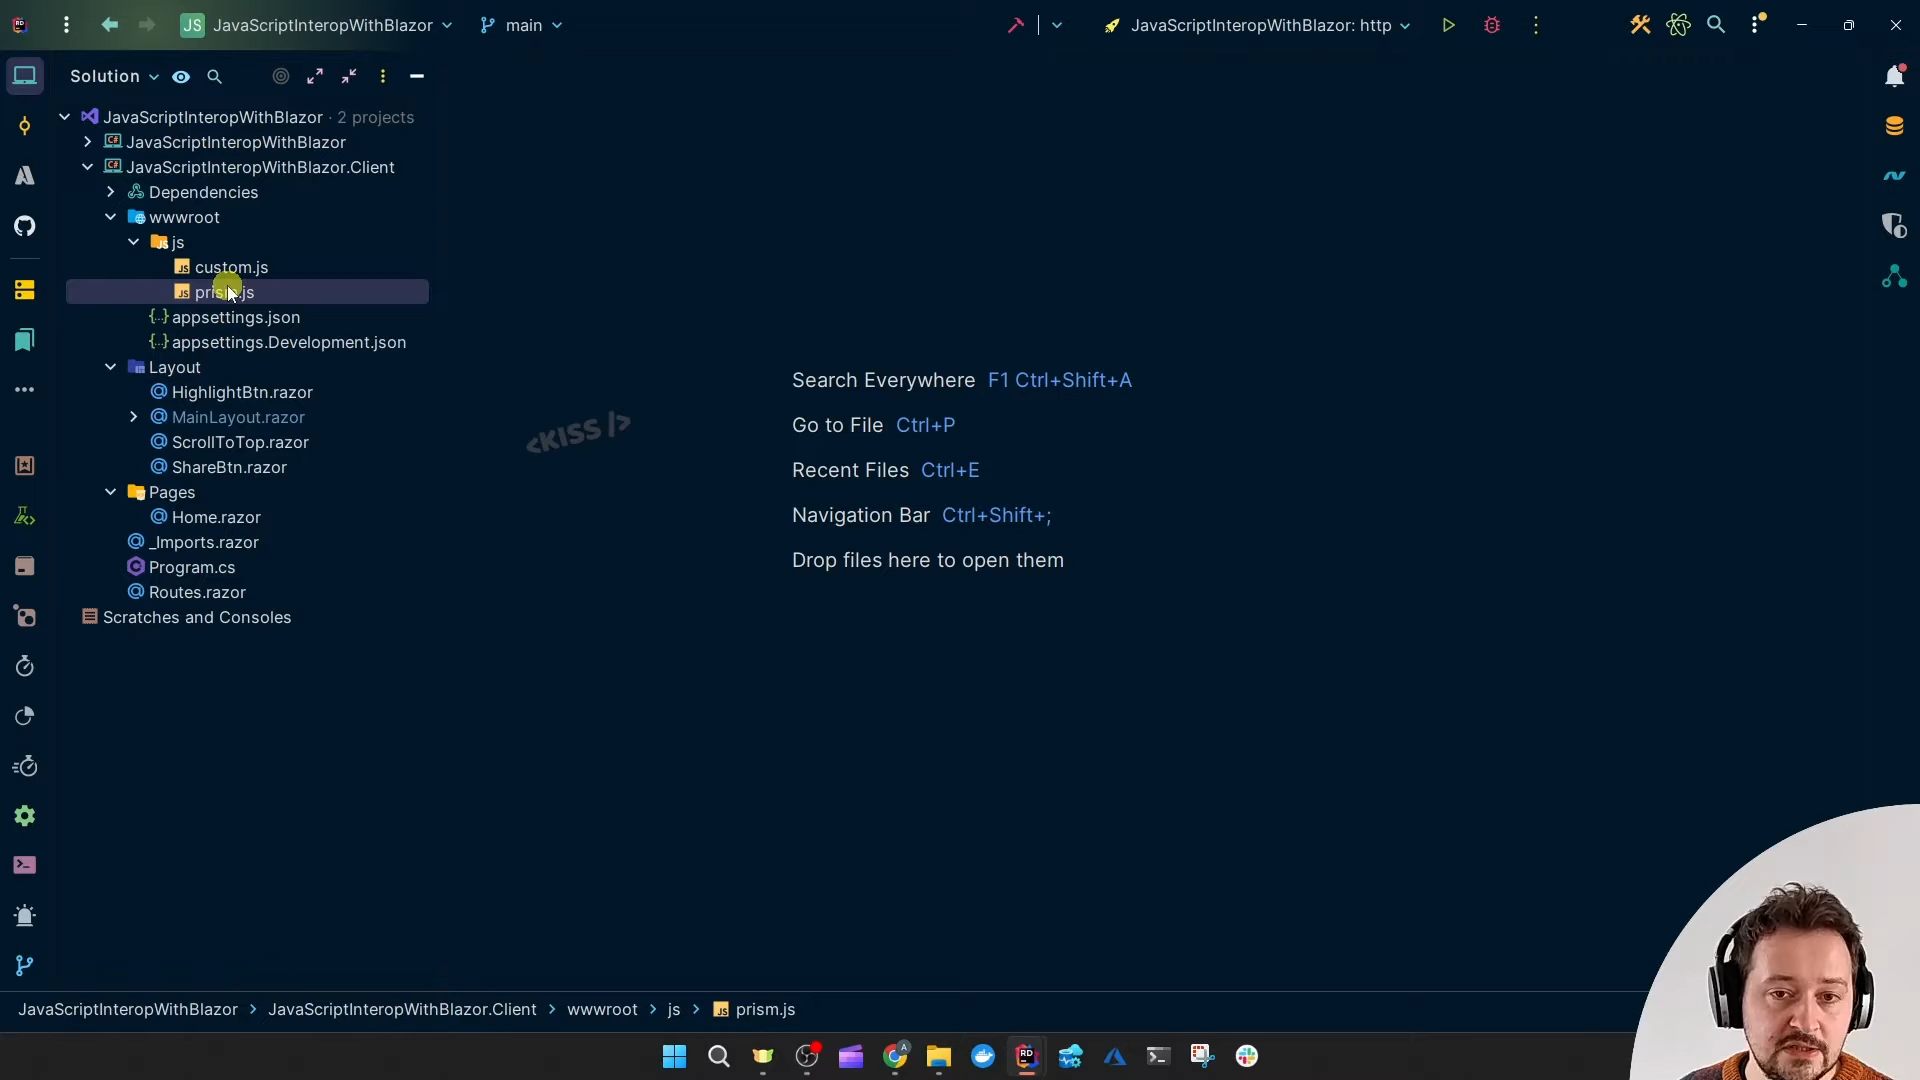 JS JavaScriptInteropWithBlazor main JavaScriptInteropWithBlazor: http
Solution
JavaScriptInteropWithBlazor · 2 projects
JavaScriptInteropWithBlazor
JavaScriptInteropWithBlazor.Client
Dependencies
wwwroot
js
custom.js
prism.js
appsettings.json
appsettings.Development.json
Layout
HighlightBtn.razor
MainLayout.razor
ScrollToTop.razor
ShareBtn.razor
Pages
Home.razor
_Imports.razor
Program.cs
Routes.razor
Scratches and Consoles
<KISS />
Search Everywhere F1 Ctrl+Shift+A
Go to File Ctrl+P
Recent Files Ctrl+E
Navigation Bar Ctrl+Shift+;
Drop files here to open them
JavaScriptInteropWithBlazor > JavaScriptInteropWithBlazor.Client > wwwroot > js > prism.js